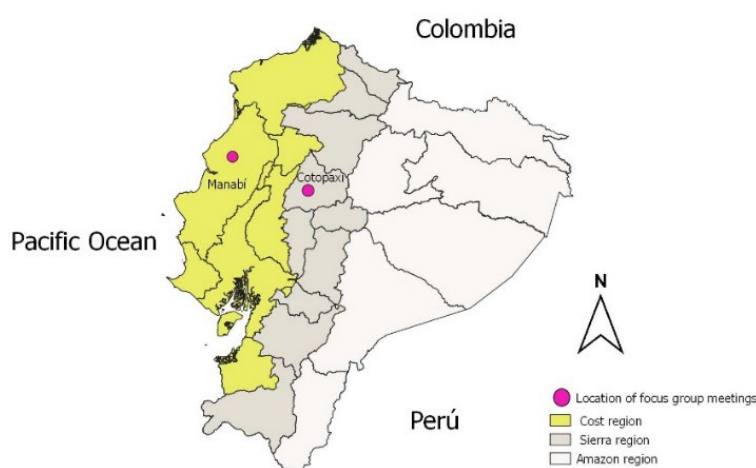 Colombia
Manabí
Cotopaxi
Pacific Ocean
N
Perú
Location of focus group meetings
Cost region
Sierra region
Amazon region